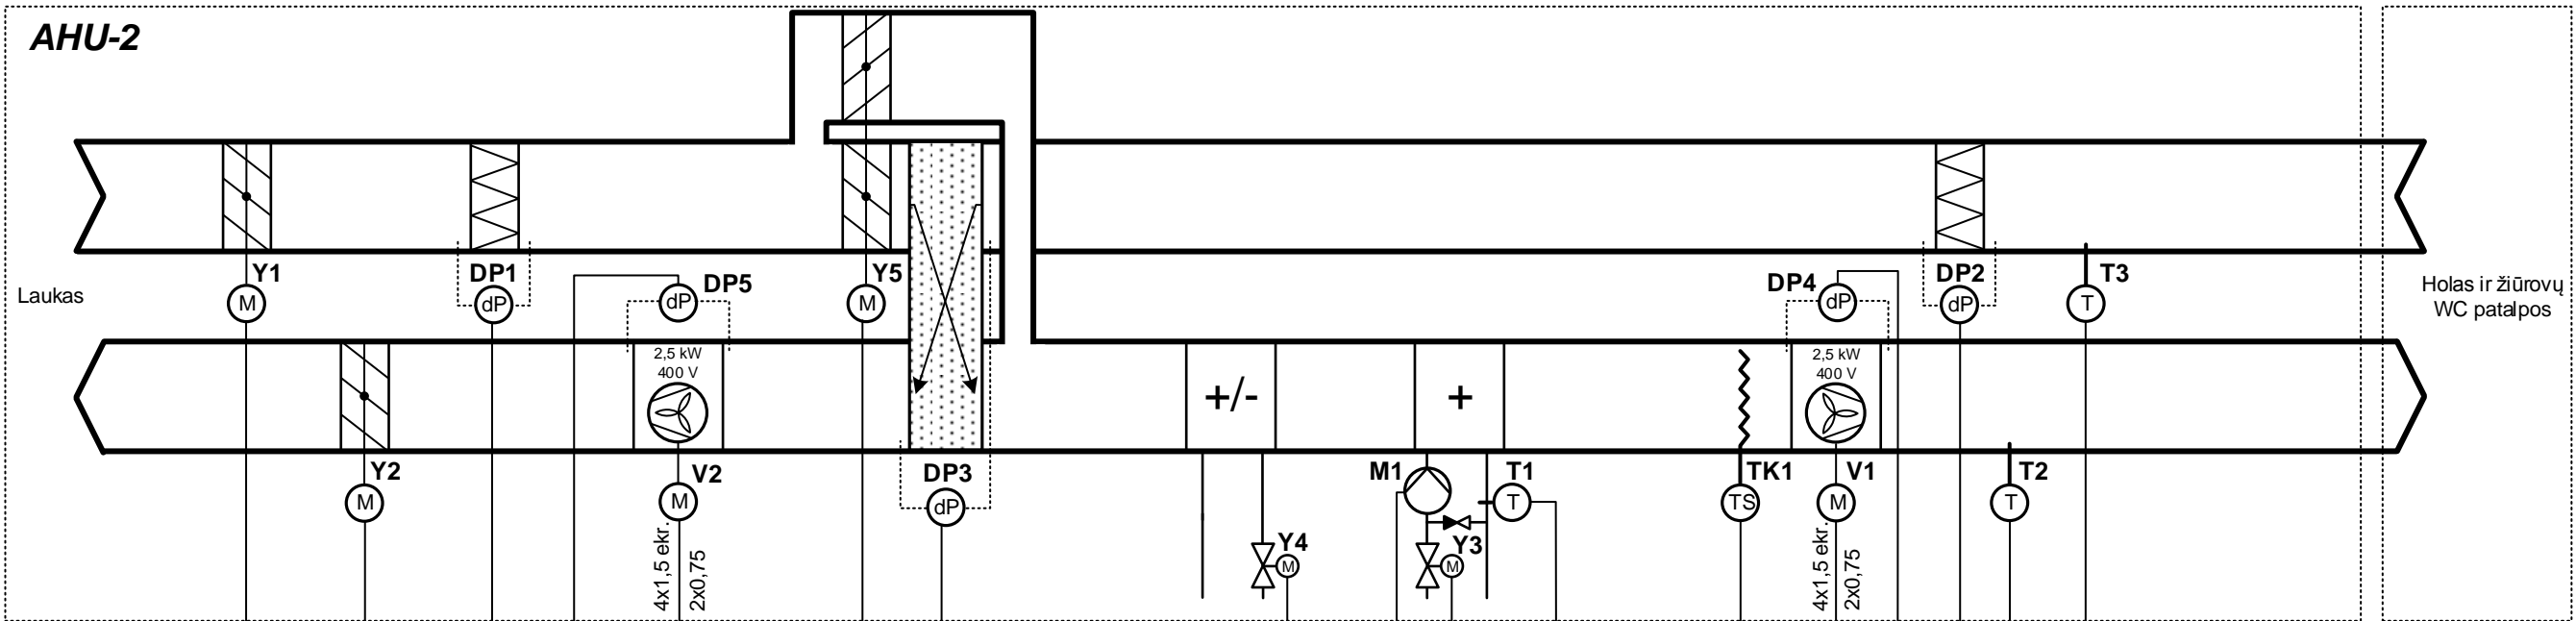 AHU-2
Laukas
Y1
M
DP1
dP
DP5
dP
Y5
M
DP4
dP
DP2
dP
T3
T
Holas ir žiūrovų
WC patalpos
2,5 kW
400 V
+/-
+
2,5 kW
400 V
Y2
M
V2
M
4x1,5 ekr.
2x0,75
DP3
dP
Y4
M
M1
T1
T
Y3
M
TK1
TS
V1
M
4x1,5 ekr.
2x0,75
T2
T